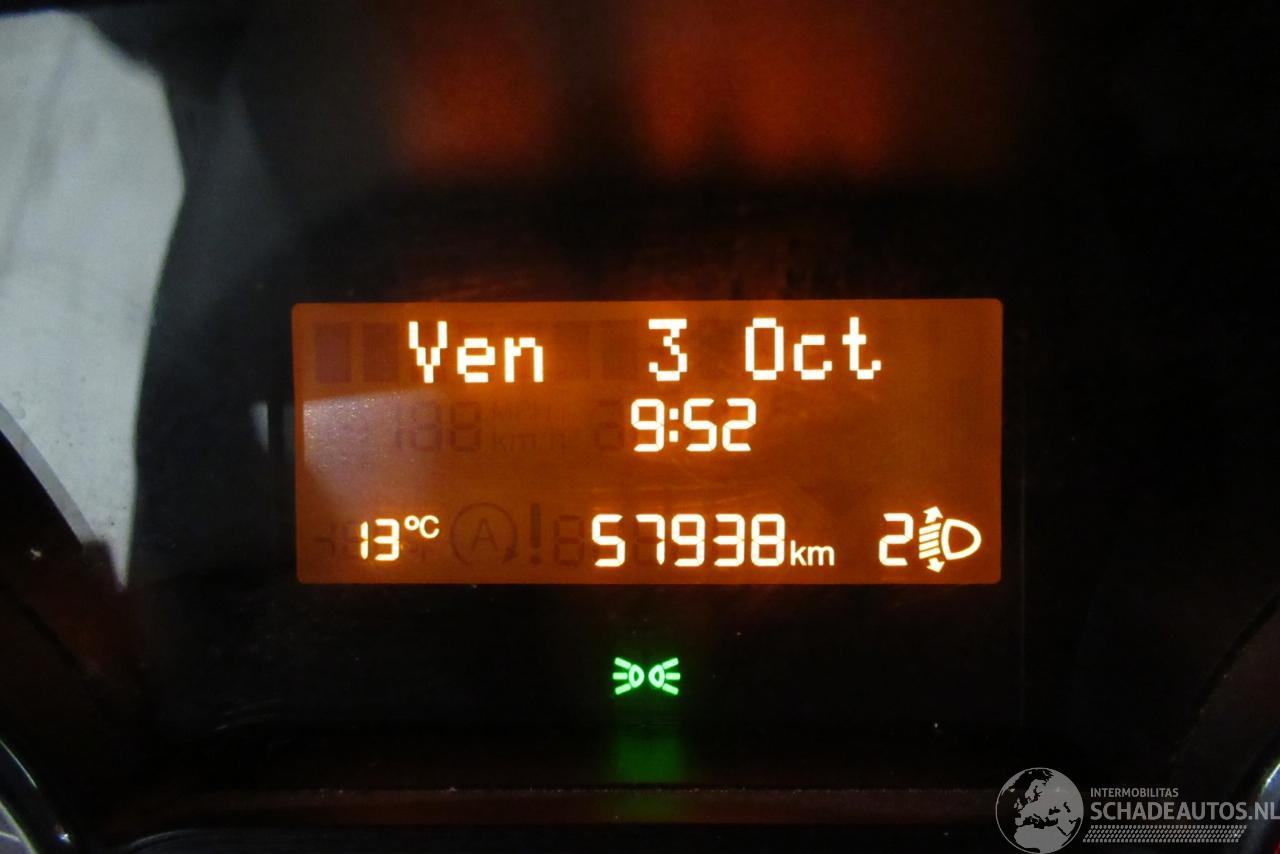 Ven 3 Oct
9:52
13°C 57938km 2
INTERMOBILITAS
SCHADEAUTOS.NL